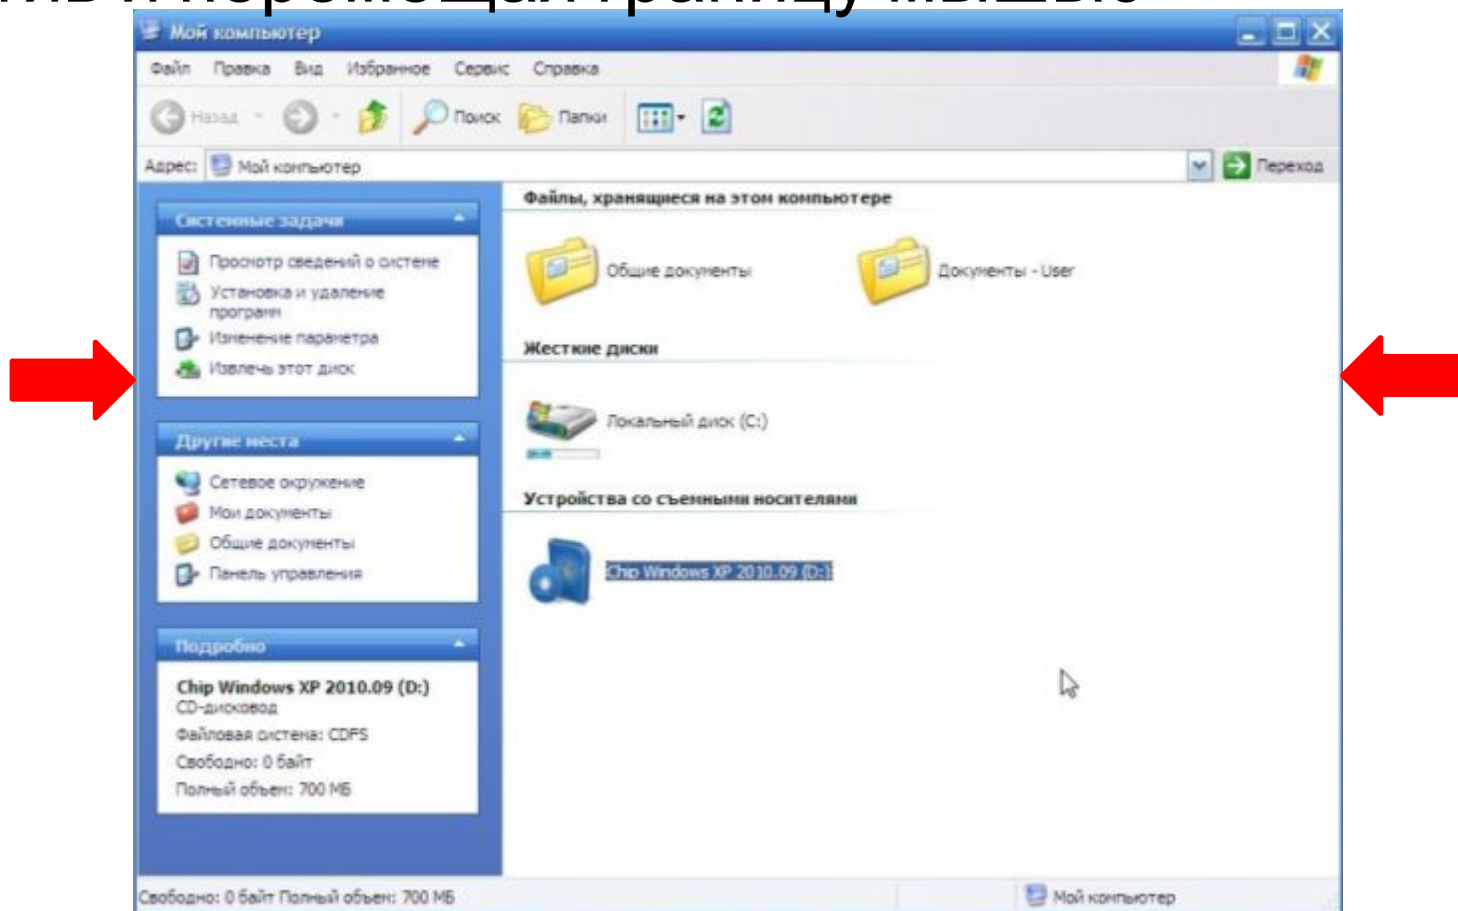 и перемещая границу мышью
Мой компьютер
Файл Правка Вид Избранное Сервис Справка
Назад Поиск Папки
Адрес: Мой компьютер Переход
Системные задачи
Просмотр сведений о системе
Установка и удаление
программ
Изменение параметра
Извлечь этот диск
Другие места
Сетевое окружение
Мои документы
Общие документы
Панель управления
Подробно
Chip Windows XP 2010.09 (D:)
CD-дисковод
Файловая система: CDFS
Свободно: 0 байт
Полный объем: 700 МБ
Файлы, хранящиеся на этом компьютере
Общие документы
Документы - User
Жесткие диски
Локальный диск (C:)
Устройства со съемными носителями
Chip Windows XP 2010.09 (D:)
Свободно: 0 байт Полный объем: 700 МБ
Мой компьютер